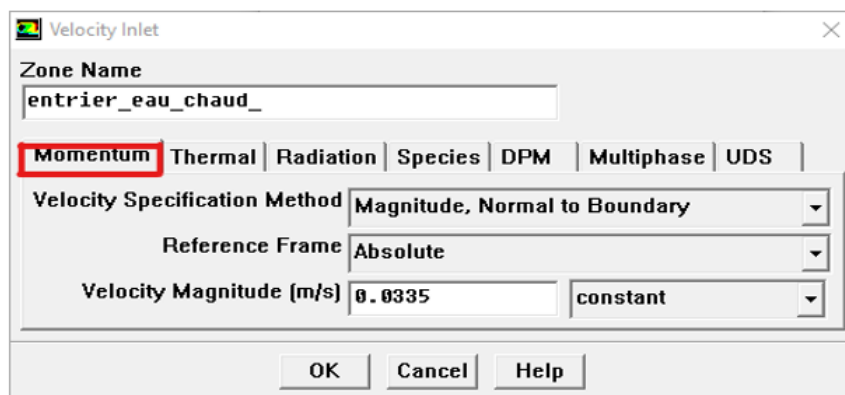 Velocity Inlet
Zone Name
entrier_eau_chaud_
Momentum Thermal Radiation Species DPM Multiphase UDS
Velocity Specification Method Magnitude, Normal to Boundary
Reference Frame Absolute
Velocity Magnitude (m/s) 0.0335 constant
OK Cancel Help